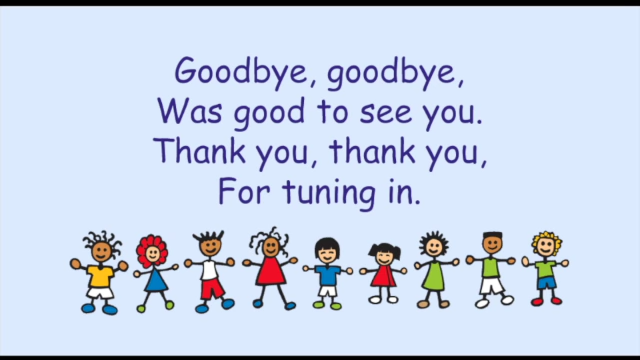 Goodbye, goodbye,
Was good to see you.
Thank you, thank you,
For tuning in.